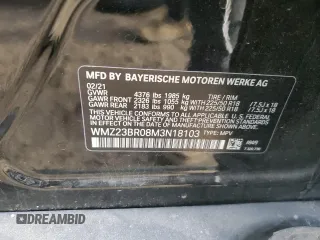 MFD BY BAYERISCHE MOTOREN WERKE AG
02/21
GVWR 4376 lbs 1985 kg TIRE / RIM
GAWR FRONT 2326 lbs 1055 kg 225/50 R18 7.5J x 18
GAWR REAR 2183 lbs 990 kg 225/50 R18 7.5J x 18
THIS VEHICLE CONFORMS TO ALL APPLICABLE U.S. FEDERAL
MOTOR VEHICLE SAFETY, BUMPER, AND
THEFT PREVENTION STANDARDS IN EFFECT ON THE DATE OF
MANUFACTURE SHOWN ABOVE.
WMZ23BR08M3N18103 TYPE: MPV
DREAMBID